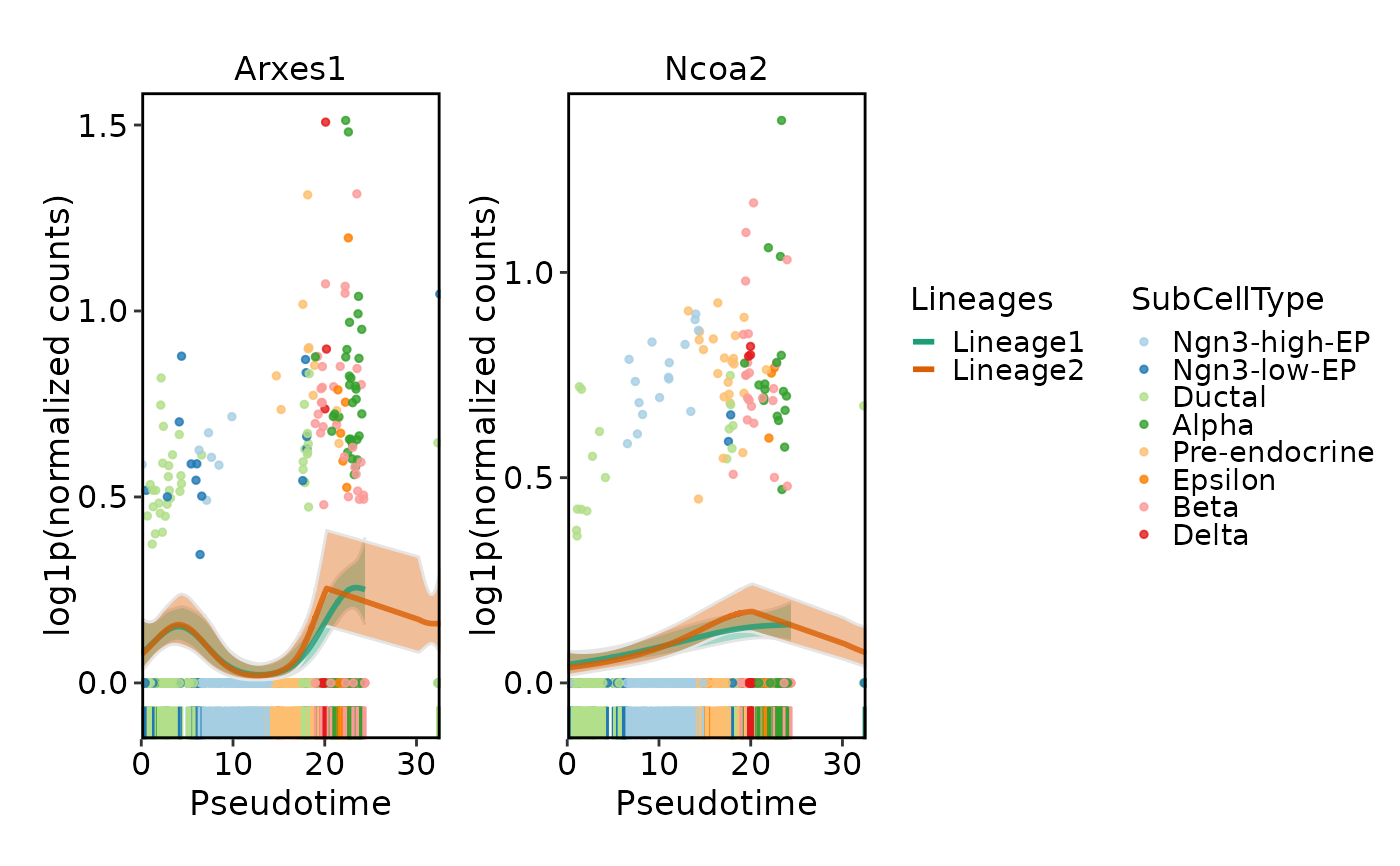 Arxes1
Ncoa2
log1p(normalized counts)
1.5
1.0
0.5
0.0
0 10 20 30
Pseudotime
log1p(normalized counts)
1.0
0.5
0.0
0 10 20 30
Pseudotime
Lineages
Lineage1
Lineage2
SubCellType
Ngn3-high-EP
Ngn3-low-EP
Ductal
Alpha
Pre-endocrine
Epsilon
Beta
Delta